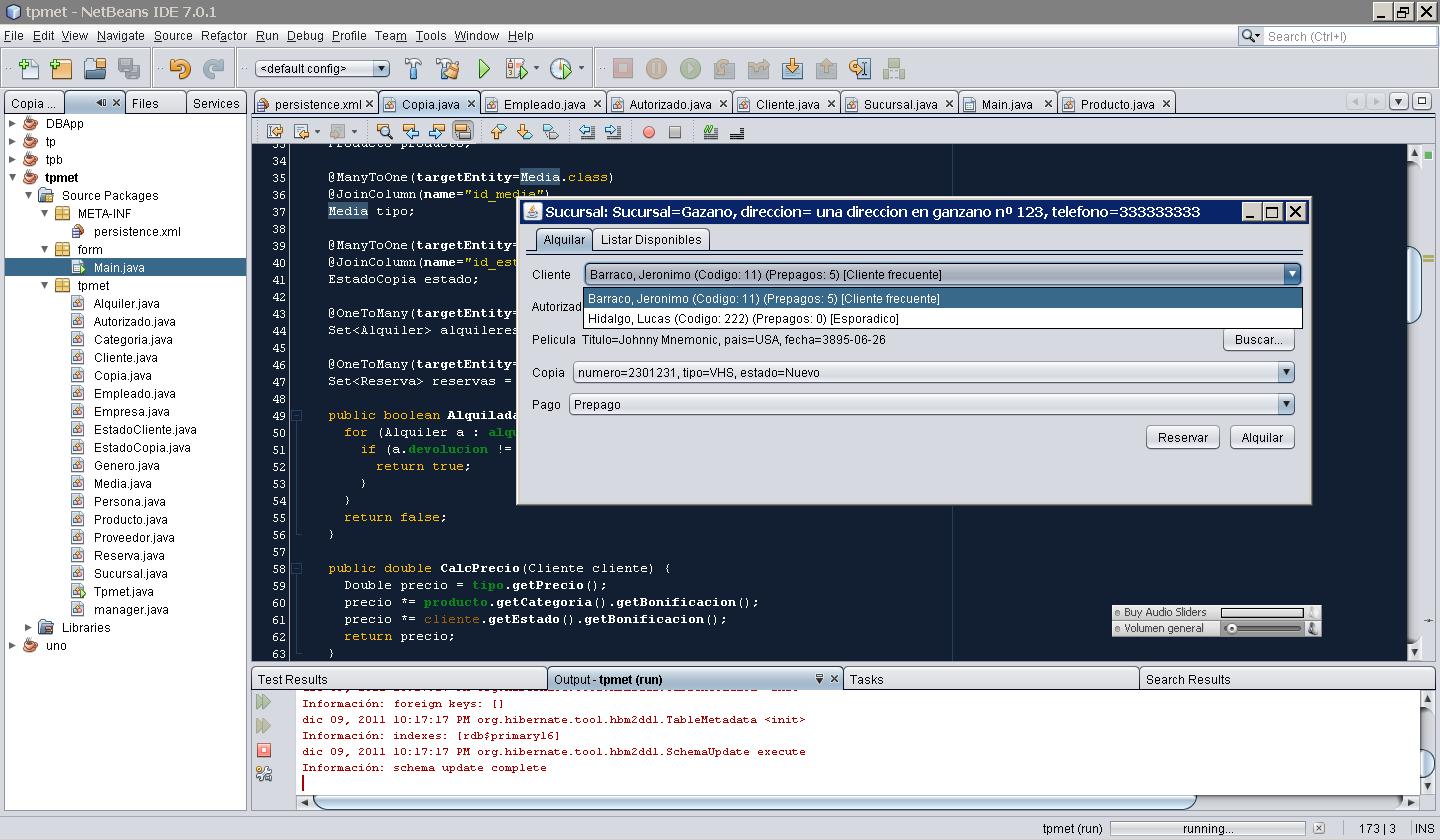 tpmet - NetBeans IDE 7.0.1
File Edit View Navigate Source Refactor Run Debug Profile Team Tools Window Help
Search (Ctrl+I)
<default config>
Copia ...
Files
Services
persistence.xml
Copia.java
Empleado.java
Autorizado.java
Cliente.java
Sucursal.java
Main.java
Producto.java
DBApp
tp
tpb
tpmet
Source Packages
META-INF
persistence.xml
form
Main.java
tpmet
Alquiler.java
Autorizado.java
Categoria.java
Cliente.java
Copia.java
Empleado.java
Empresa.java
EstadoCliente.java
EstadoCopia.java
Genero.java
Media.java
Persona.java
Producto.java
Proveedor.java
Reserva.java
Sucursal.java
Tpmet.java
manager.java
Libraries
uno
33 Producto producto;
34
35 @ManyToOne(targetEntity=Media.class)
36 @JoinColumn(name="id_media")
37 Media tipo;
38
39 @ManyToOne(targetEntity
40 @JoinColumn(name="id_est
41 EstadoCopia estado;
42
43 @OneToMany(targetEntity=
44 Set<Alquiler> alquileres
45
46 @OneToMany(targetEntity=
47 Set<Reserva> reservas =
48
49 public boolean Alquilada
50 for (Alquiler a : alqu
51 if (a.devolucion !=
52 return true;
53 }
54 }
55 return false;
56 }
57
58 public double CalcPrecio(Cliente cliente) {
59 Double precio = tipo.getPrecio();
60 precio *= producto.getCategoria().getBonificacion();
61 precio *= cliente.getEstado().getBonificacion();
62 return precio;
63 }
Sucursal: Sucursal=Gazano, direccion= una direccion en ganzano nº 123, telefono=333333333
Alquilar
Listar Disponibles
Cliente Barraco, Jeronimo (Codigo: 11) (Prepagos: 5) [Cliente frecuente]
Barraco, Jeronimo (Codigo: 11) (Prepagos: 5) [Cliente frecuente]
Autorizad
Hidalgo, Lucas (Codigo: 222) (Prepagos: 0) [Esporadico]
Pelicula Titulo=Johnny Mnemonic, pais=USA, fecha=3895-06-26 Buscar...
Copia numero=2301231, tipo=VHS, estado=Nuevo
Pago Prepago
Reservar Alquilar
Buy Audio Sliders
Volumen general
Test Results
Output - tpmet (run)
Tasks
Search Results
Información: foreign keys: []
dic 09, 2011 10:17:17 PM org.hibernate.tool.hbm2ddl.TableMetadata <init>
Información: indexes: [rdb$primary16]
dic 09, 2011 10:17:17 PM org.hibernate.tool.hbm2ddl.SchemaUpdate execute
Información: schema update complete
tpmet (run)
running...
173 | 3
INS